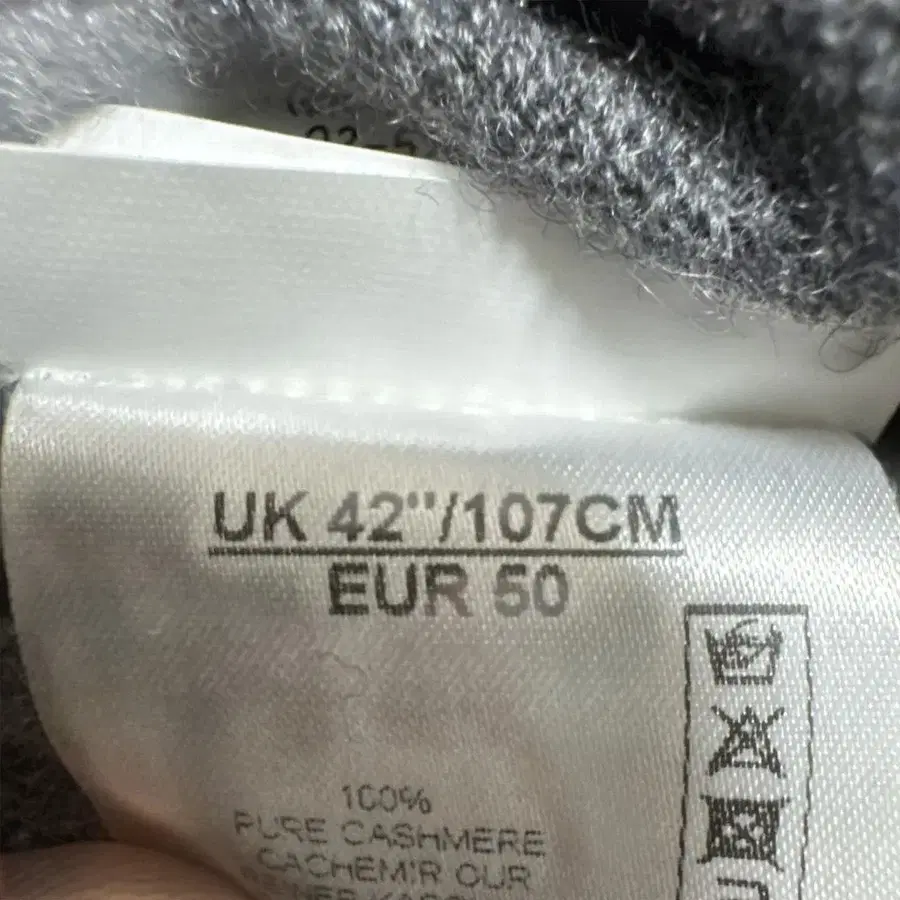 UK 42"/107CM
EUR 50
100%
PURE CASHMERE
CACHEMIR OUR